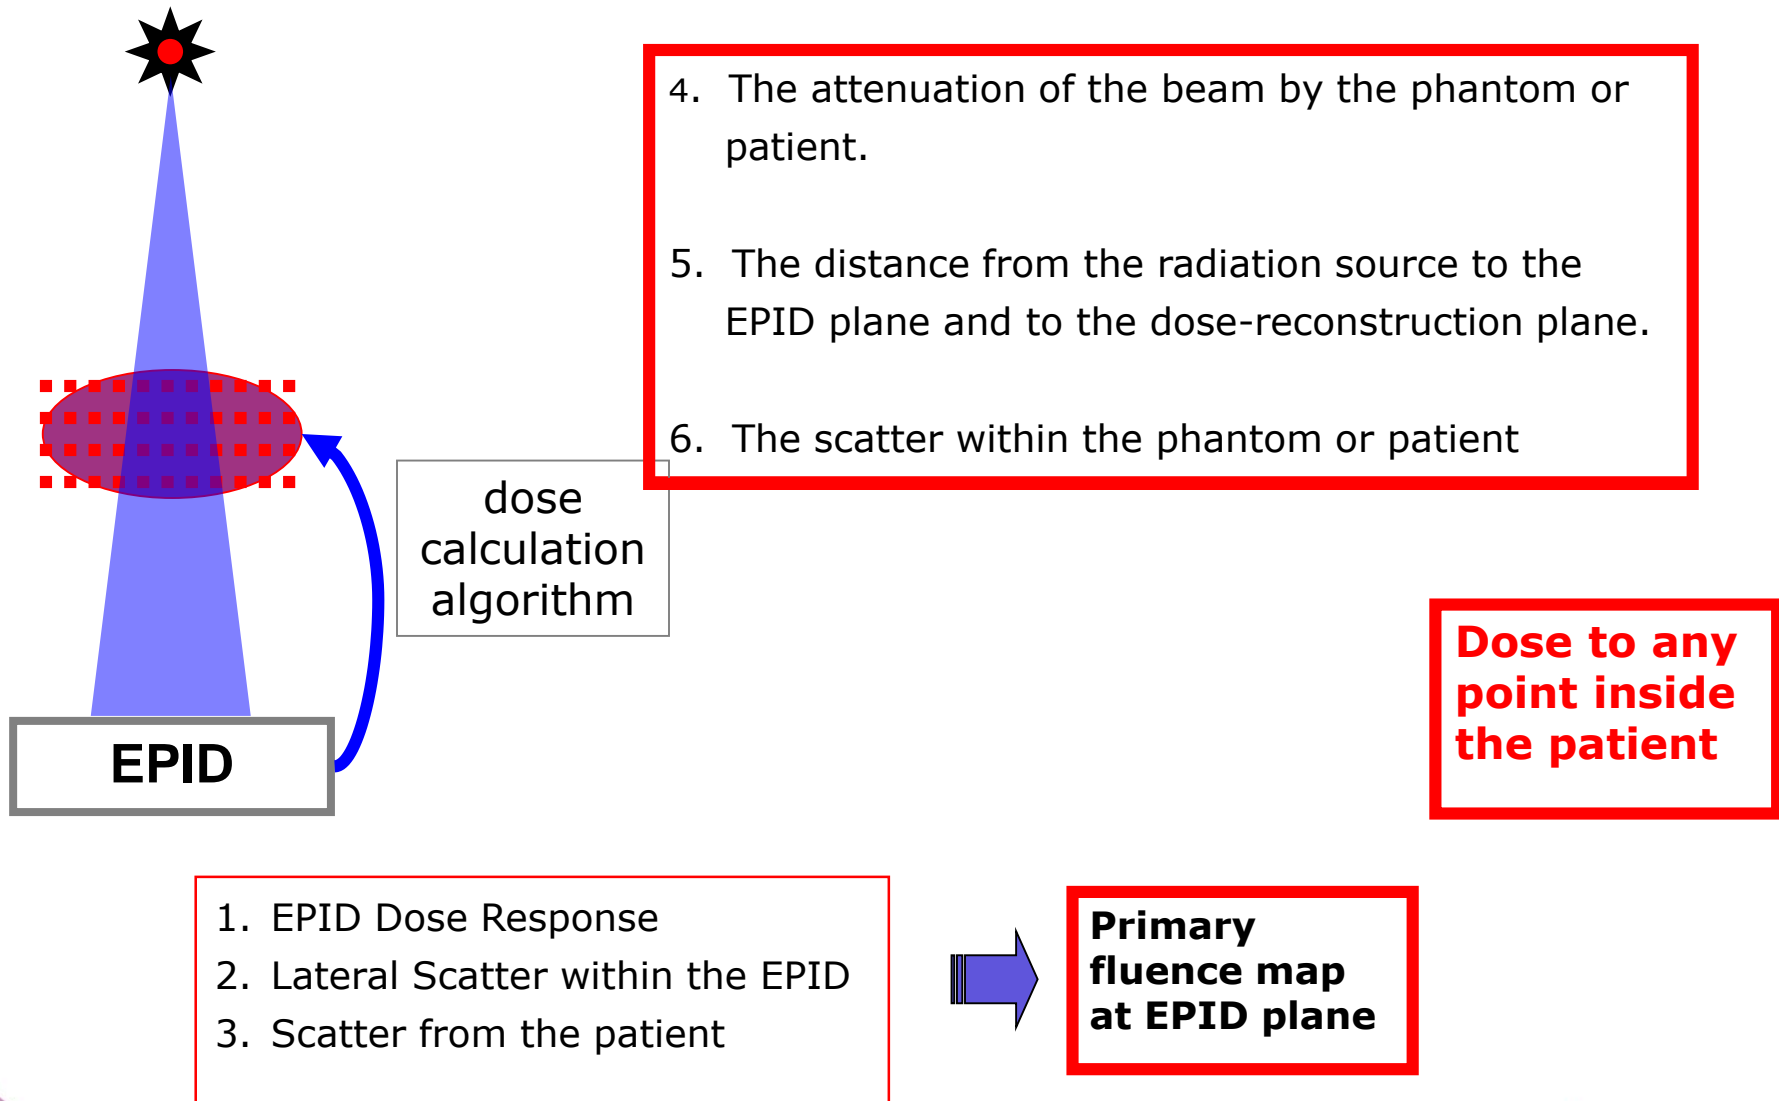 4. The attenuation of the beam by the phantom or
patient.
5. The distance from the radiation source to the
EPID plane and to the dose-reconstruction plane.
6. The scatter within the phantom or patient
dose
calculation
algorithm
Dose to any
point inside
the patient
EPID
1. EPID Dose Response
2. Lateral Scatter within the EPID
3. Scatter from the patient
Primary
fluence map
at EPID plane